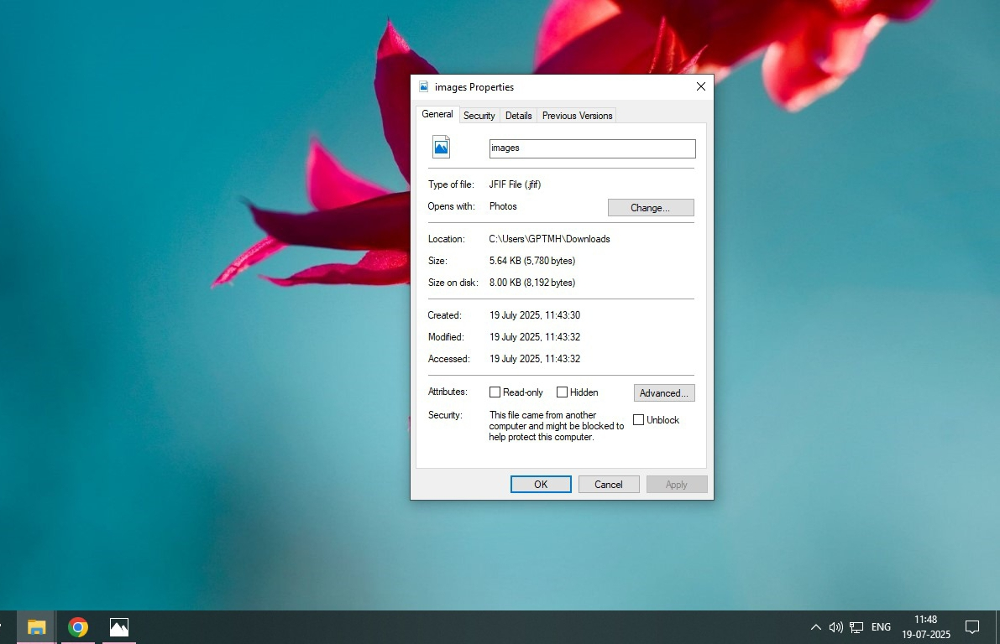 images Properties
General Security Details Previous Versions
images
Type of file: JFIF File (.jfif)
Opens with: Photos Change...
Location: C:\Users\GPTMH\Downloads
Size: 5.64 KB (5,780 bytes)
Size on disk: 8.00 KB (8,192 bytes)
Created: 19 July 2025, 11:43:30
Modified: 19 July 2025, 11:43:32
Accessed: 19 July 2025, 11:43:32
Attributes: Read-only Hidden Advanced...
Security: This file came from another
computer and might be blocked to
help protect this computer.
Unblock
OK Cancel Apply
ENG
11:48
19-07-2025